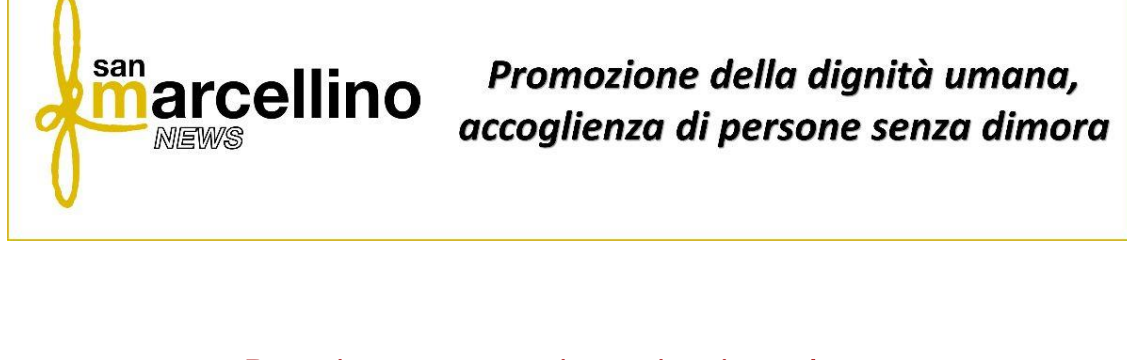 san
marcellino
NEWS
Promozione della dignità umana,
accoglienza di persone senza dimora